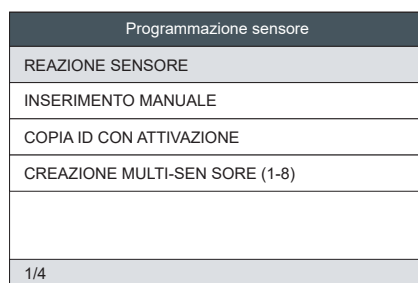 Programmazione sensore
REAZIONE SENSORE
INSERIMENTO MANUALE
COPIA ID CON ATTIVAZIONE
CREAZIONE MULTI-SEN SORE (1-8)
1/4